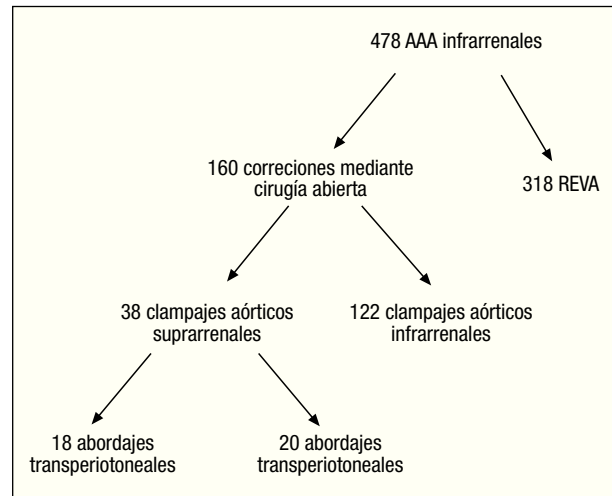 478 AAA infrarrenales
160 correciones mediante
cirugía abierta
318 REVA
38 clampajes aórticos
suprarrenales
122 clampajes aórticos
infrarrenales
18 abordajes
transperiotoneales
20 abordajes
transperiotoneales